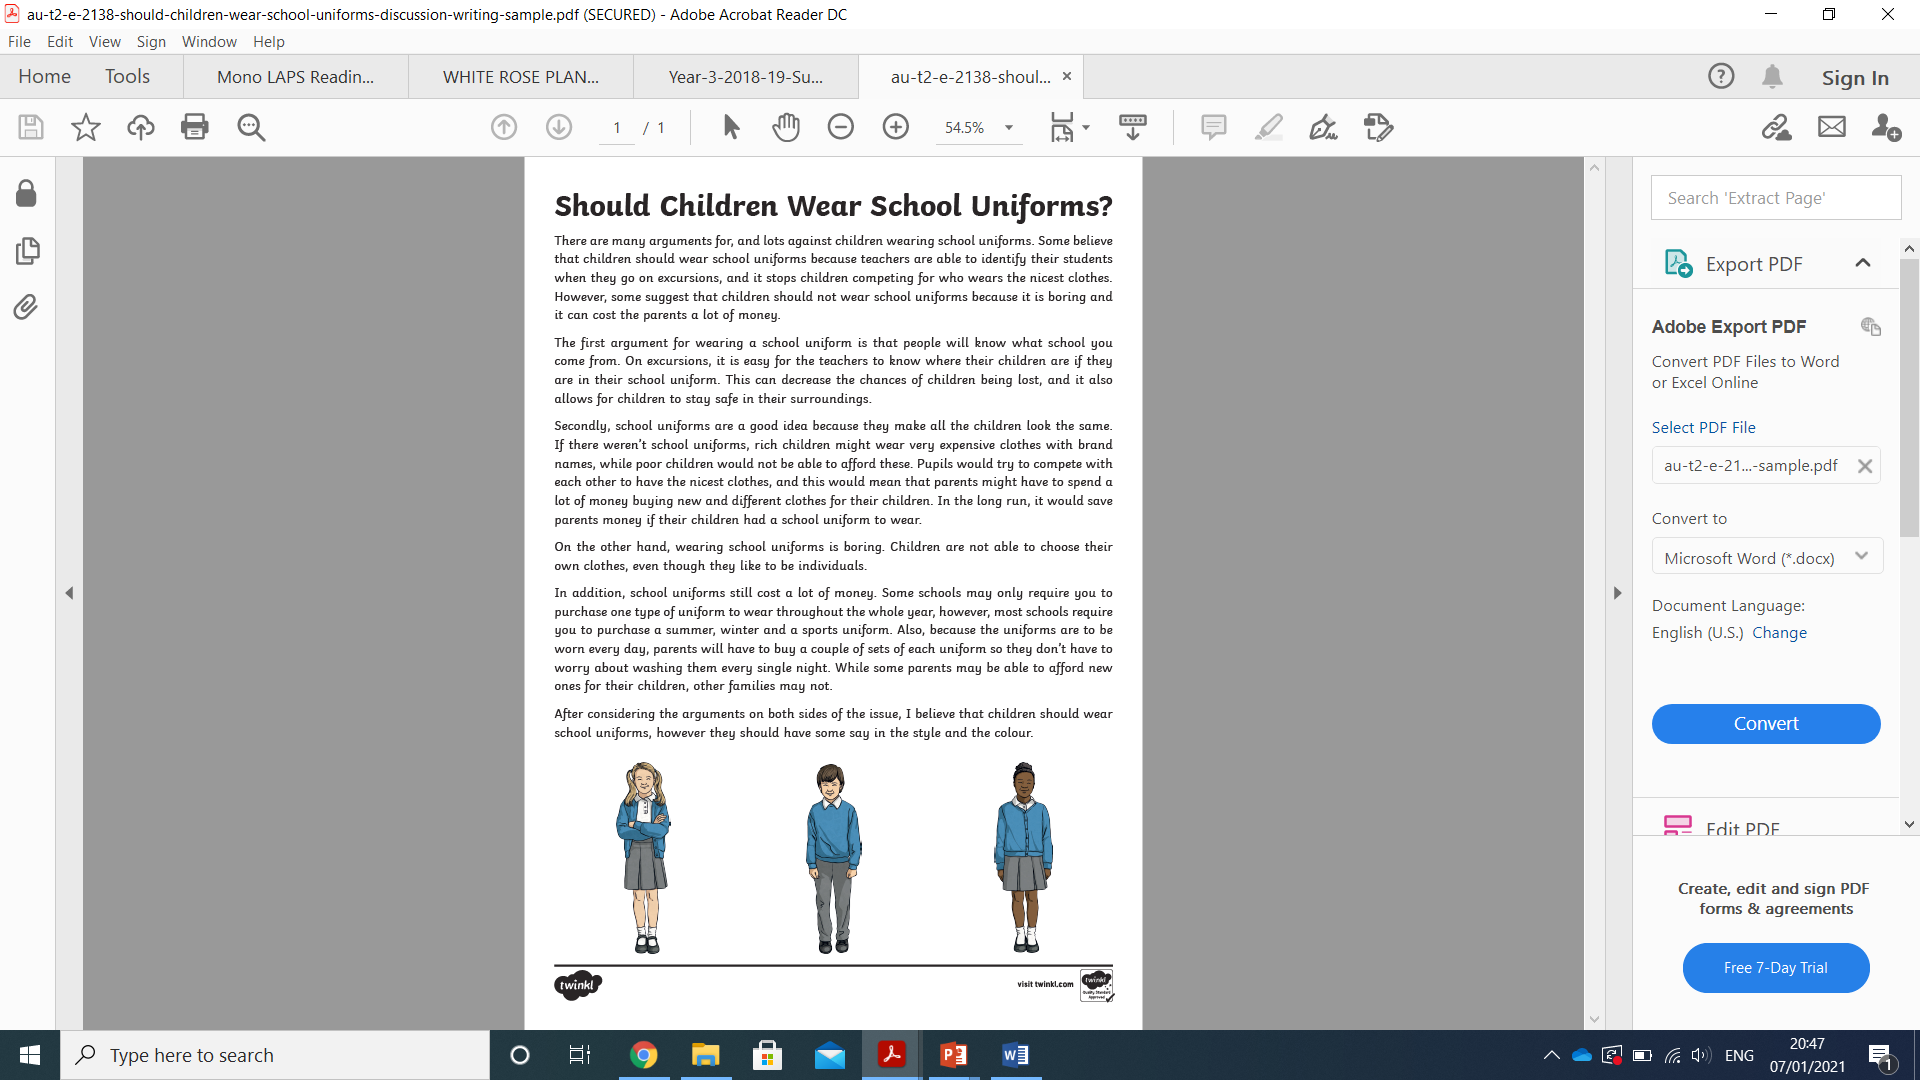 au-t2-e-2138-should-children-wear-school-uniforms-discussion-writing-sample.pdf (SECURED) - Adobe Acrobat Reader DC
File Edit View Sign Window Help
Home Tools Mono LAPS Readin... WHITE ROSE PLAN... Year-3-2018-19-Su... au-t2-e-2138-shoul... Sign In
1 / 1 54.5%
Should Children Wear School Uniforms?
There are many arguments for, and lots against children wearing school uniforms. Some believe
that children should wear school uniforms because teachers are able to identify their students
when they go on excursions, and it stops children competing for who wears the nicest clothes.
However, some suggest that children should not wear school uniforms because it is boring and
it can cost the parents a lot of money.
The first argument for wearing a school uniform is that people will know what school you
come from. On excursions, it is easy for the teachers to know where their children are if they
are in their school uniform. This can decrease the chances of children being lost, and it also
allows for children to stay safe in their surroundings.
Secondly, school uniforms are a good idea because they make all the children look the same.
If there weren't school uniforms, rich children might wear very expensive clothes with brand
names, while poor children would not be able to afford these. Pupils would try to compete with
each other to have the nicest clothes, and this would mean that parents might have to spend a
lot of money buying new and different clothes for their children. In the long run, it would save
parents money if their children had a school uniform to wear.
On the other hand, wearing school uniforms is boring. Children are not able to choose their
own clothes, even though they like to be individuals.
In addition, school uniforms still cost a lot of money. Some schools may only require you to
purchase one type of uniform to wear throughout the whole year, however, most schools require
you to purchase a summer, winter and a sports uniform. Also, because the uniforms are to be
worn every day, parents will have to buy a couple of sets of each uniform so they don't have to
worry about washing them every single night. While some parents may be able to afford new
ones for their children, other families may not.
After considering the arguments on both sides of the issue, I believe that children should wear
school uniforms, however they should have some say in the style and the colour.
twinkl
visit twinkl.com
twinkl
Quality Standard
Approved
Search 'Extract Page'
Export PDF
Adobe Export PDF
Convert PDF Files to Word
or Excel Online
Select PDF File
au-t2-e-21...-sample.pdf
Convert to
Microsoft Word (*.docx)
Document Language:
English (U.S.) Change
Convert
Edit PDF
Create, edit and sign PDF
forms & agreements
Free 7-Day Trial
Type here to search
ENG
20:47
07/01/2021
1